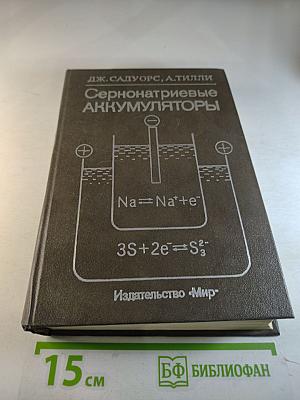 ДЖ. САДУОРС, А.ТИЛЛИ
Сернонатриевые
АККУМУЛЯТОРЫ
−
+ +
Na⇌Na⁺+e⁻
3S+2e⁻⇌S₃²⁻
Издательство «Мир»
15 см
БФ БИБЛИОФАН